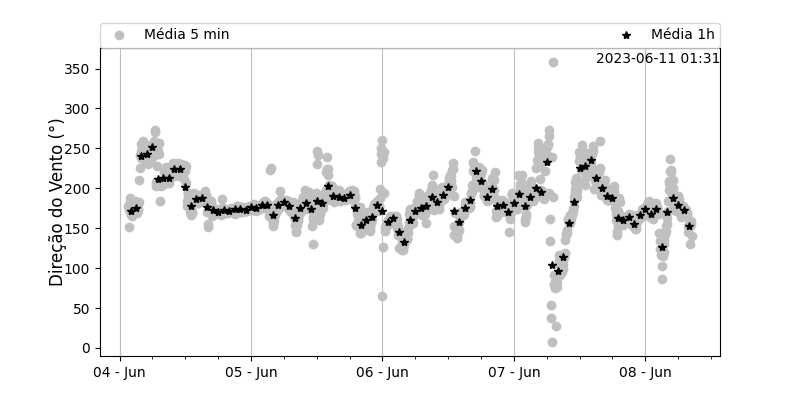 Média 5 min
Média 1h
2023-06-11 01:31
Direção do Vento (°)
350
300
250
200
150
100
50
0
04 - Jun
05 - Jun
06 - Jun
07 - Jun
08 - Jun